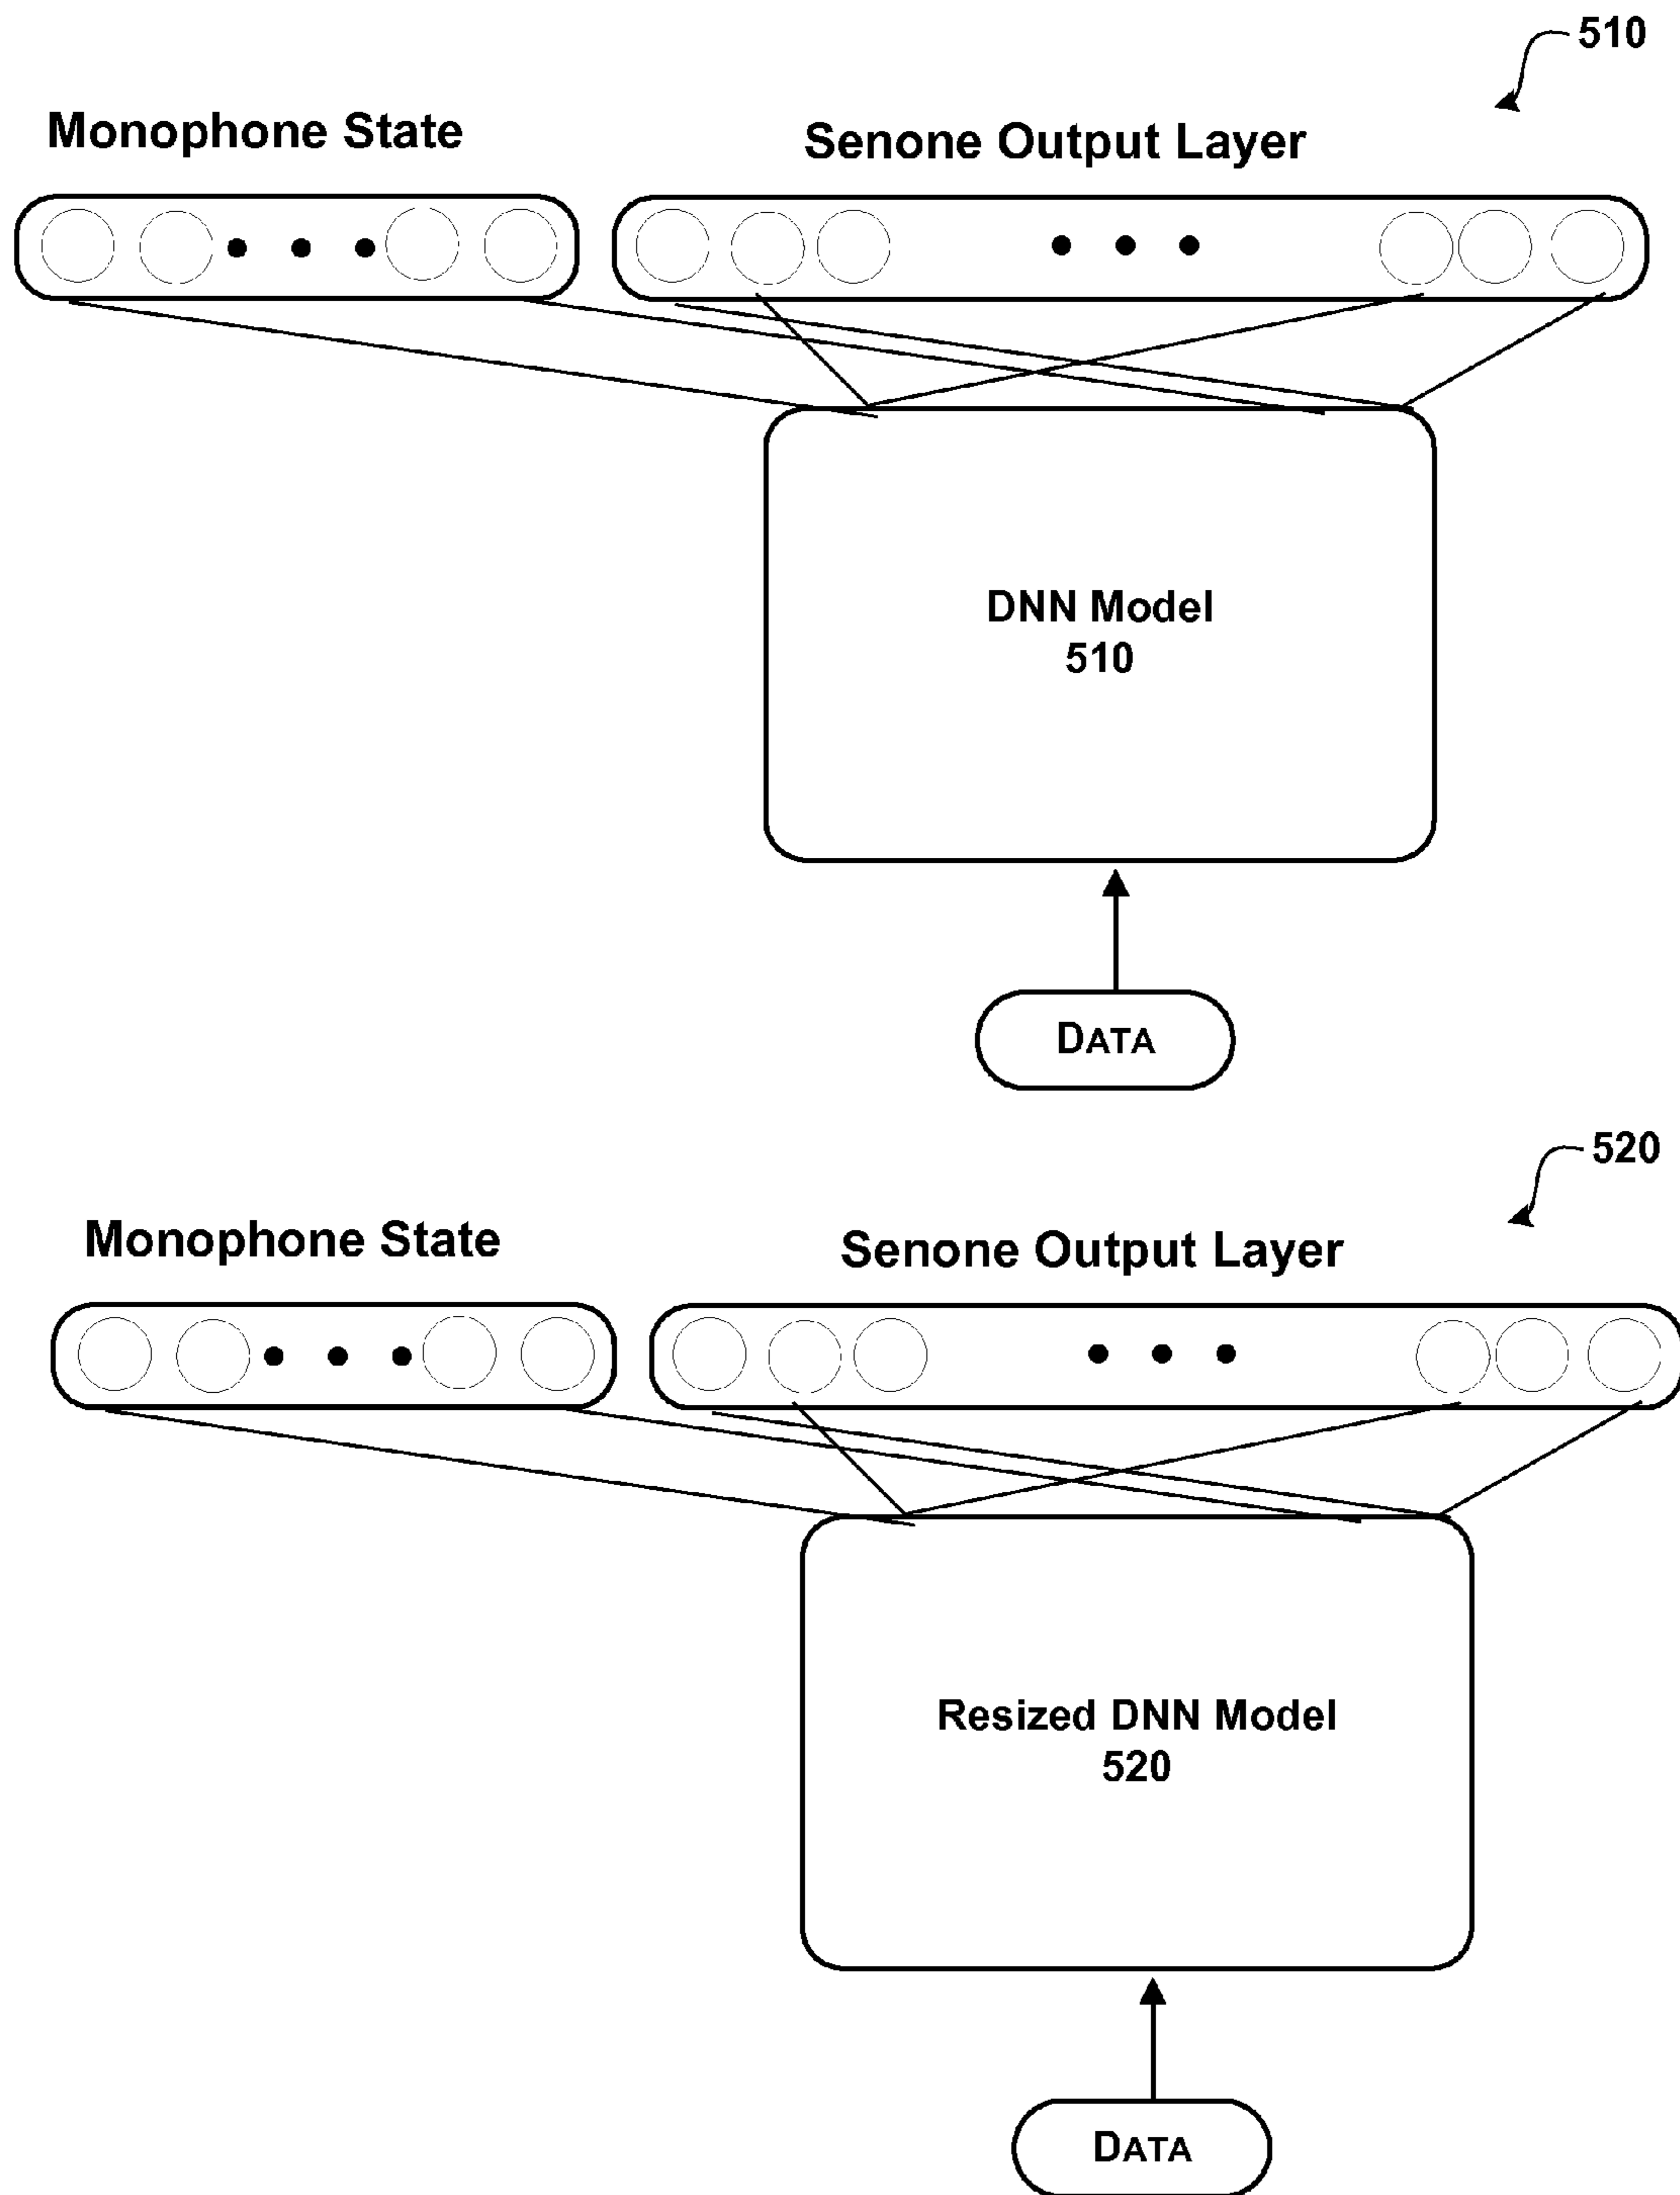 510
Monophone State
Senone Output Layer
DNN Model
510
DATA
520
Monophone State
Senone Output Layer
Resized DNN Model
520
DATA